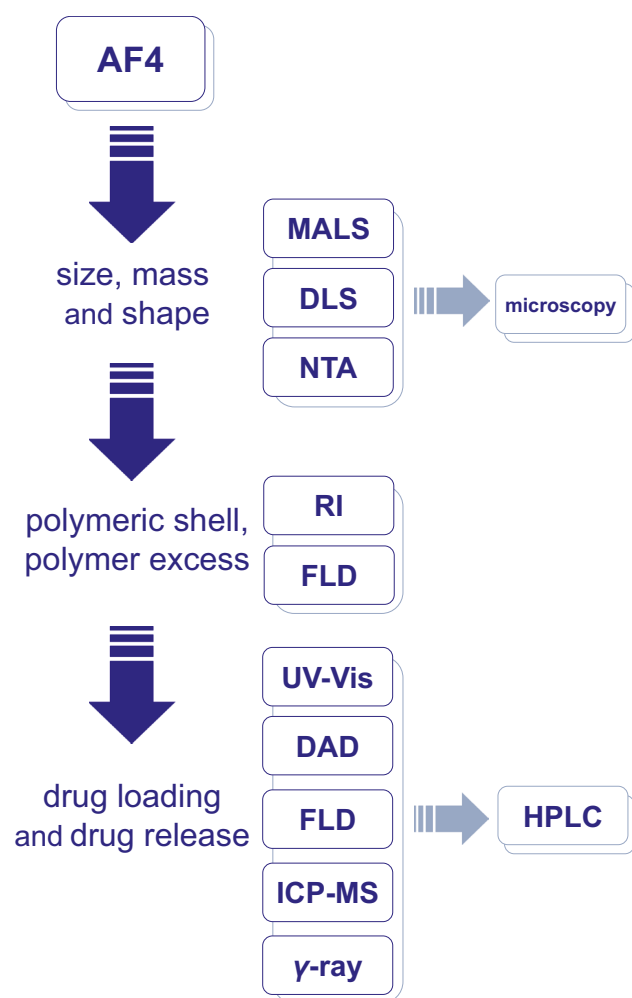 AF4
MALS
size, mass
and shape
DLS
microscopy
NTA
polymeric shell,
polymer excess
RI
FLD
UV-Vis
DAD
drug loading
and drug release
FLD
HPLC
ICP-MS
γ-ray